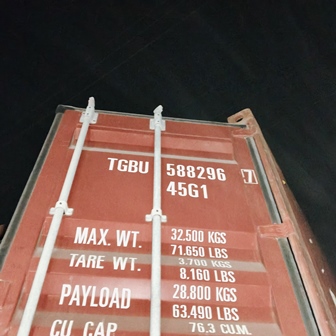 TGBU 588296 7
45G1
MAX. WT. 32.500 KGS
71.650 LBS
TARE WT. 3.700 KGS
8.160 LBS
PAYLOAD 28.800 KGS
63.490 LBS
CU. CAP. 76.3 CU.M.